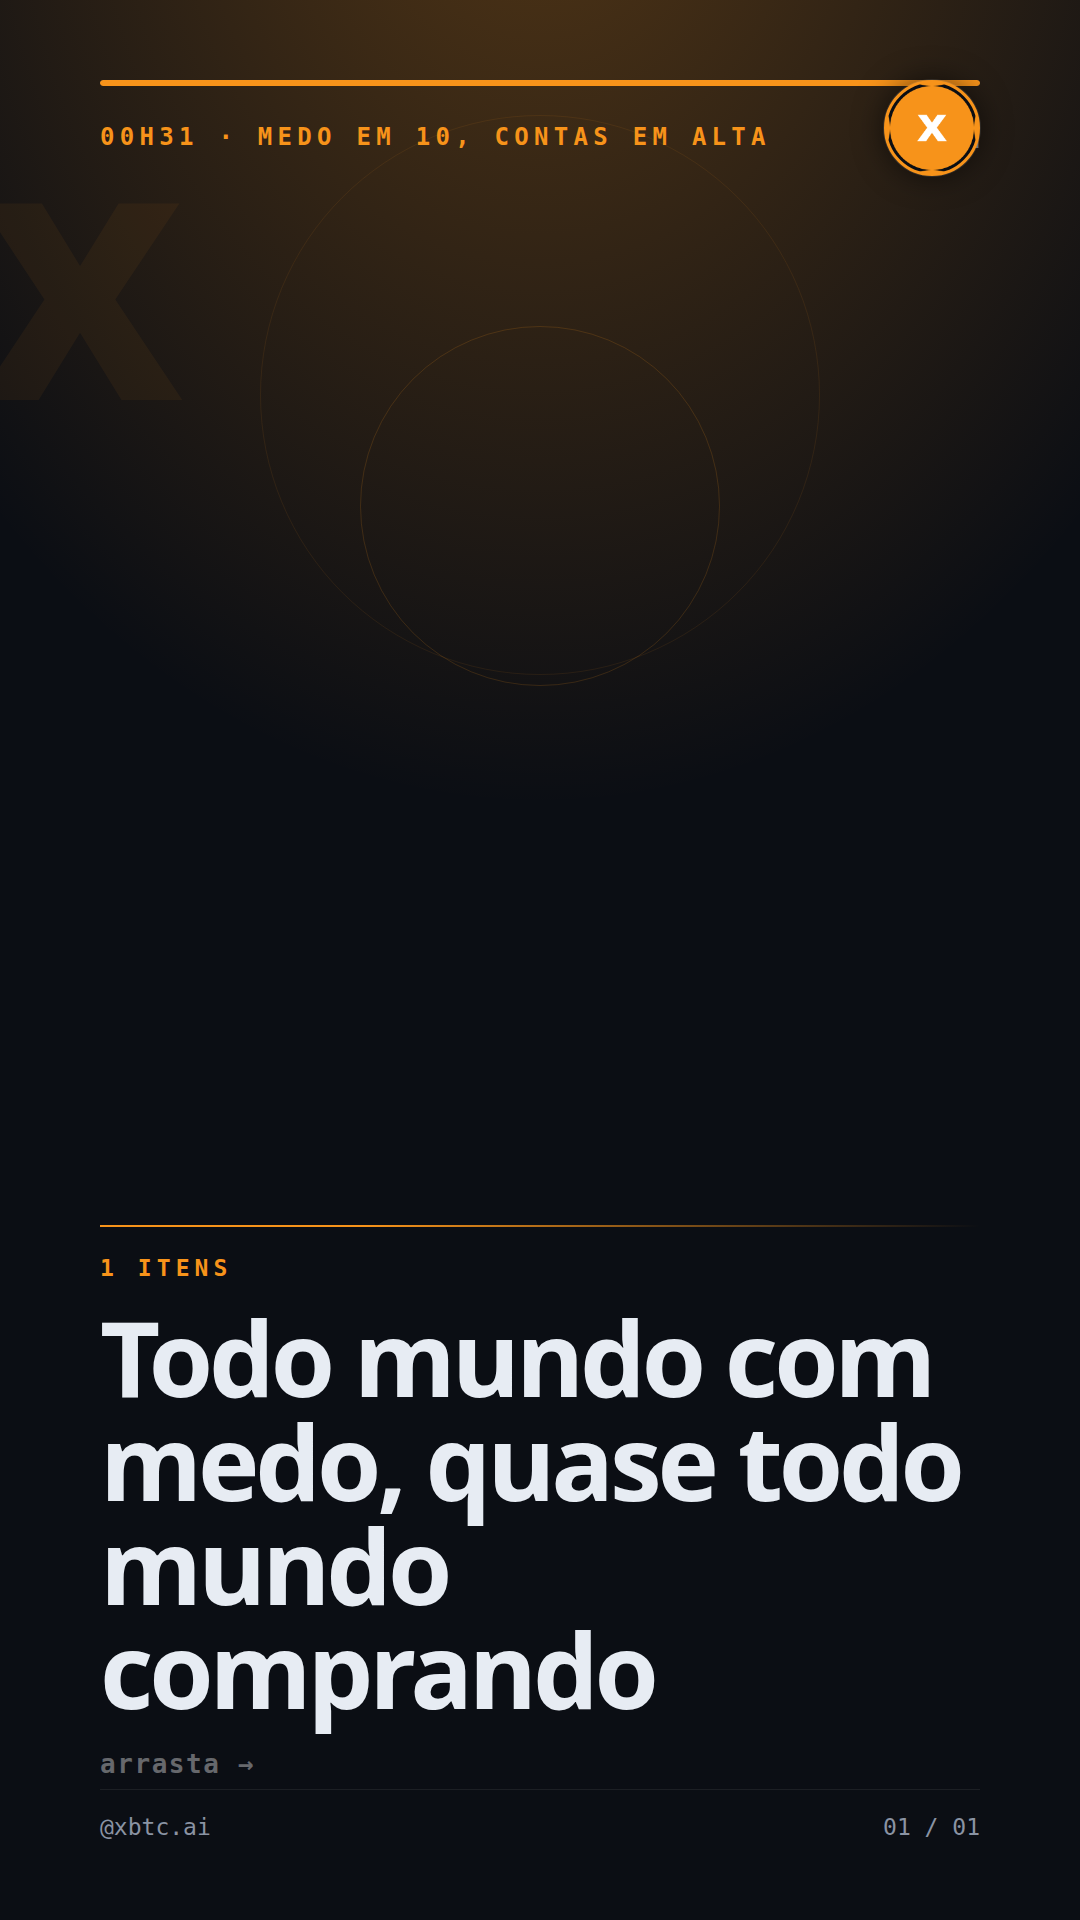 00H31 · MEDO EM 10, CONTAS EM ALTA
X
X
1 ITENS
Todo mundo com
medo, quase todo
mundo
comprando
arrasta →
@xbtc.ai
01 / 01